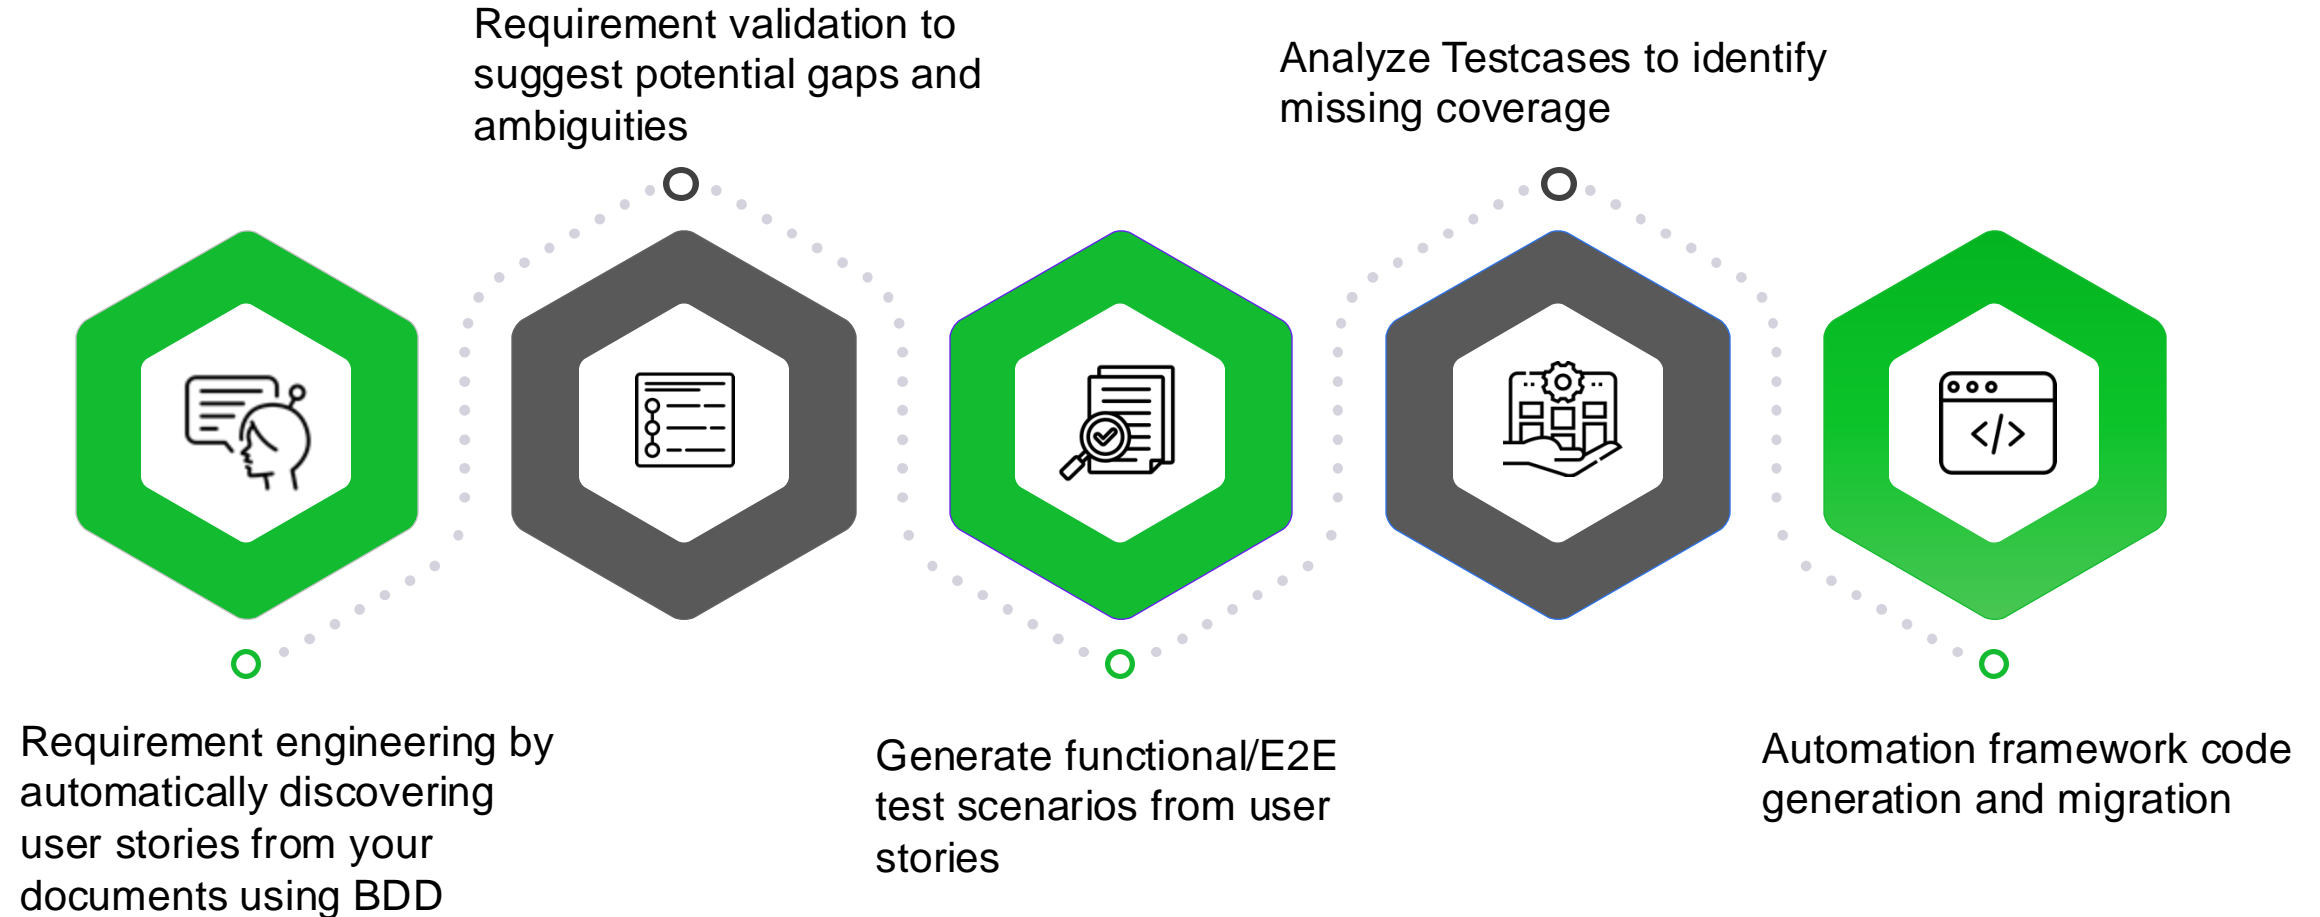 Requirement validation to
suggest potential gaps and
ambiguities
Analyze Testcases to identify
missing coverage
</>
Requirement engineering by
automatically discovering
user stories from your
documents using BDD
Generate functional/E2E
test scenarios from user
stories
Automation framework code
generation and migration